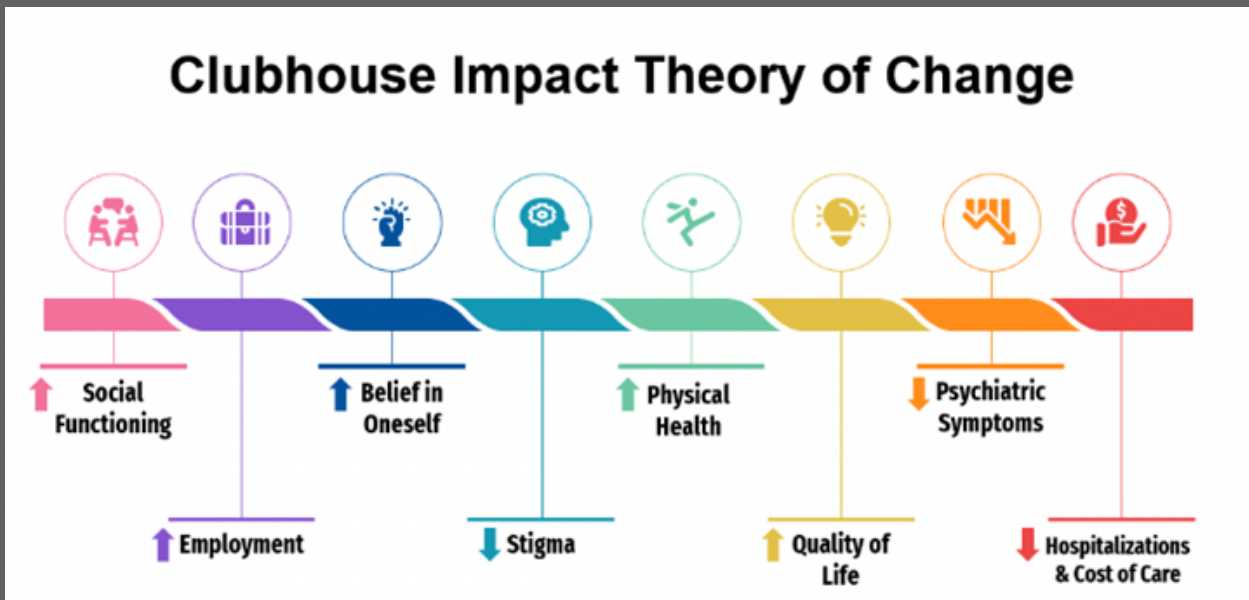 Clubhouse Impact Theory of Change
$
Social
Functioning
Employment
Belief in
Oneself
Stigma
Physical
Health
Quality of
Life
Psychiatric
Symptoms
Hospitalizations
& Cost of Care